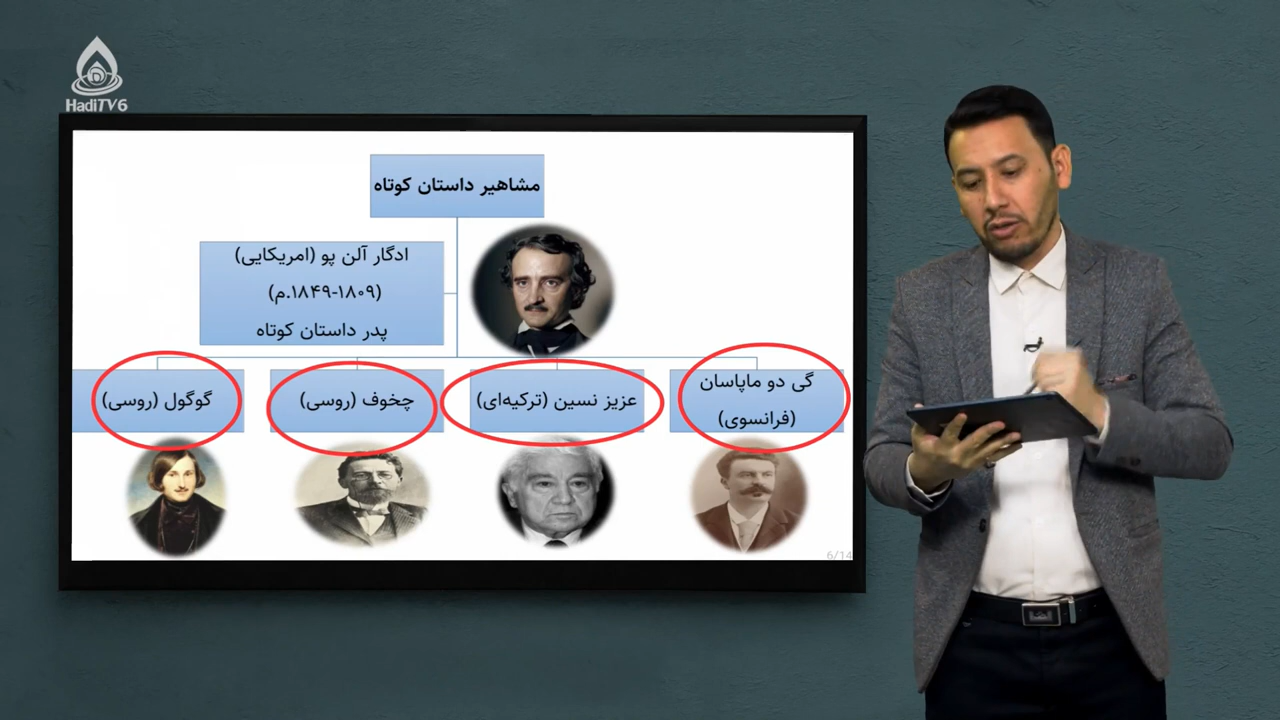 HadiTV6
مشاهیر داستان کوتاه
ادگار آلن پو (امریکایی)
(۱۸۰۹-۱۸۴۹.م)
پدر داستان کوتاه
گی دو ماپاسان
(فرانسوی)
عزیز نسین (ترکیه‌ای)
چخوف (روسی)
گوگول (روسی)
6/14